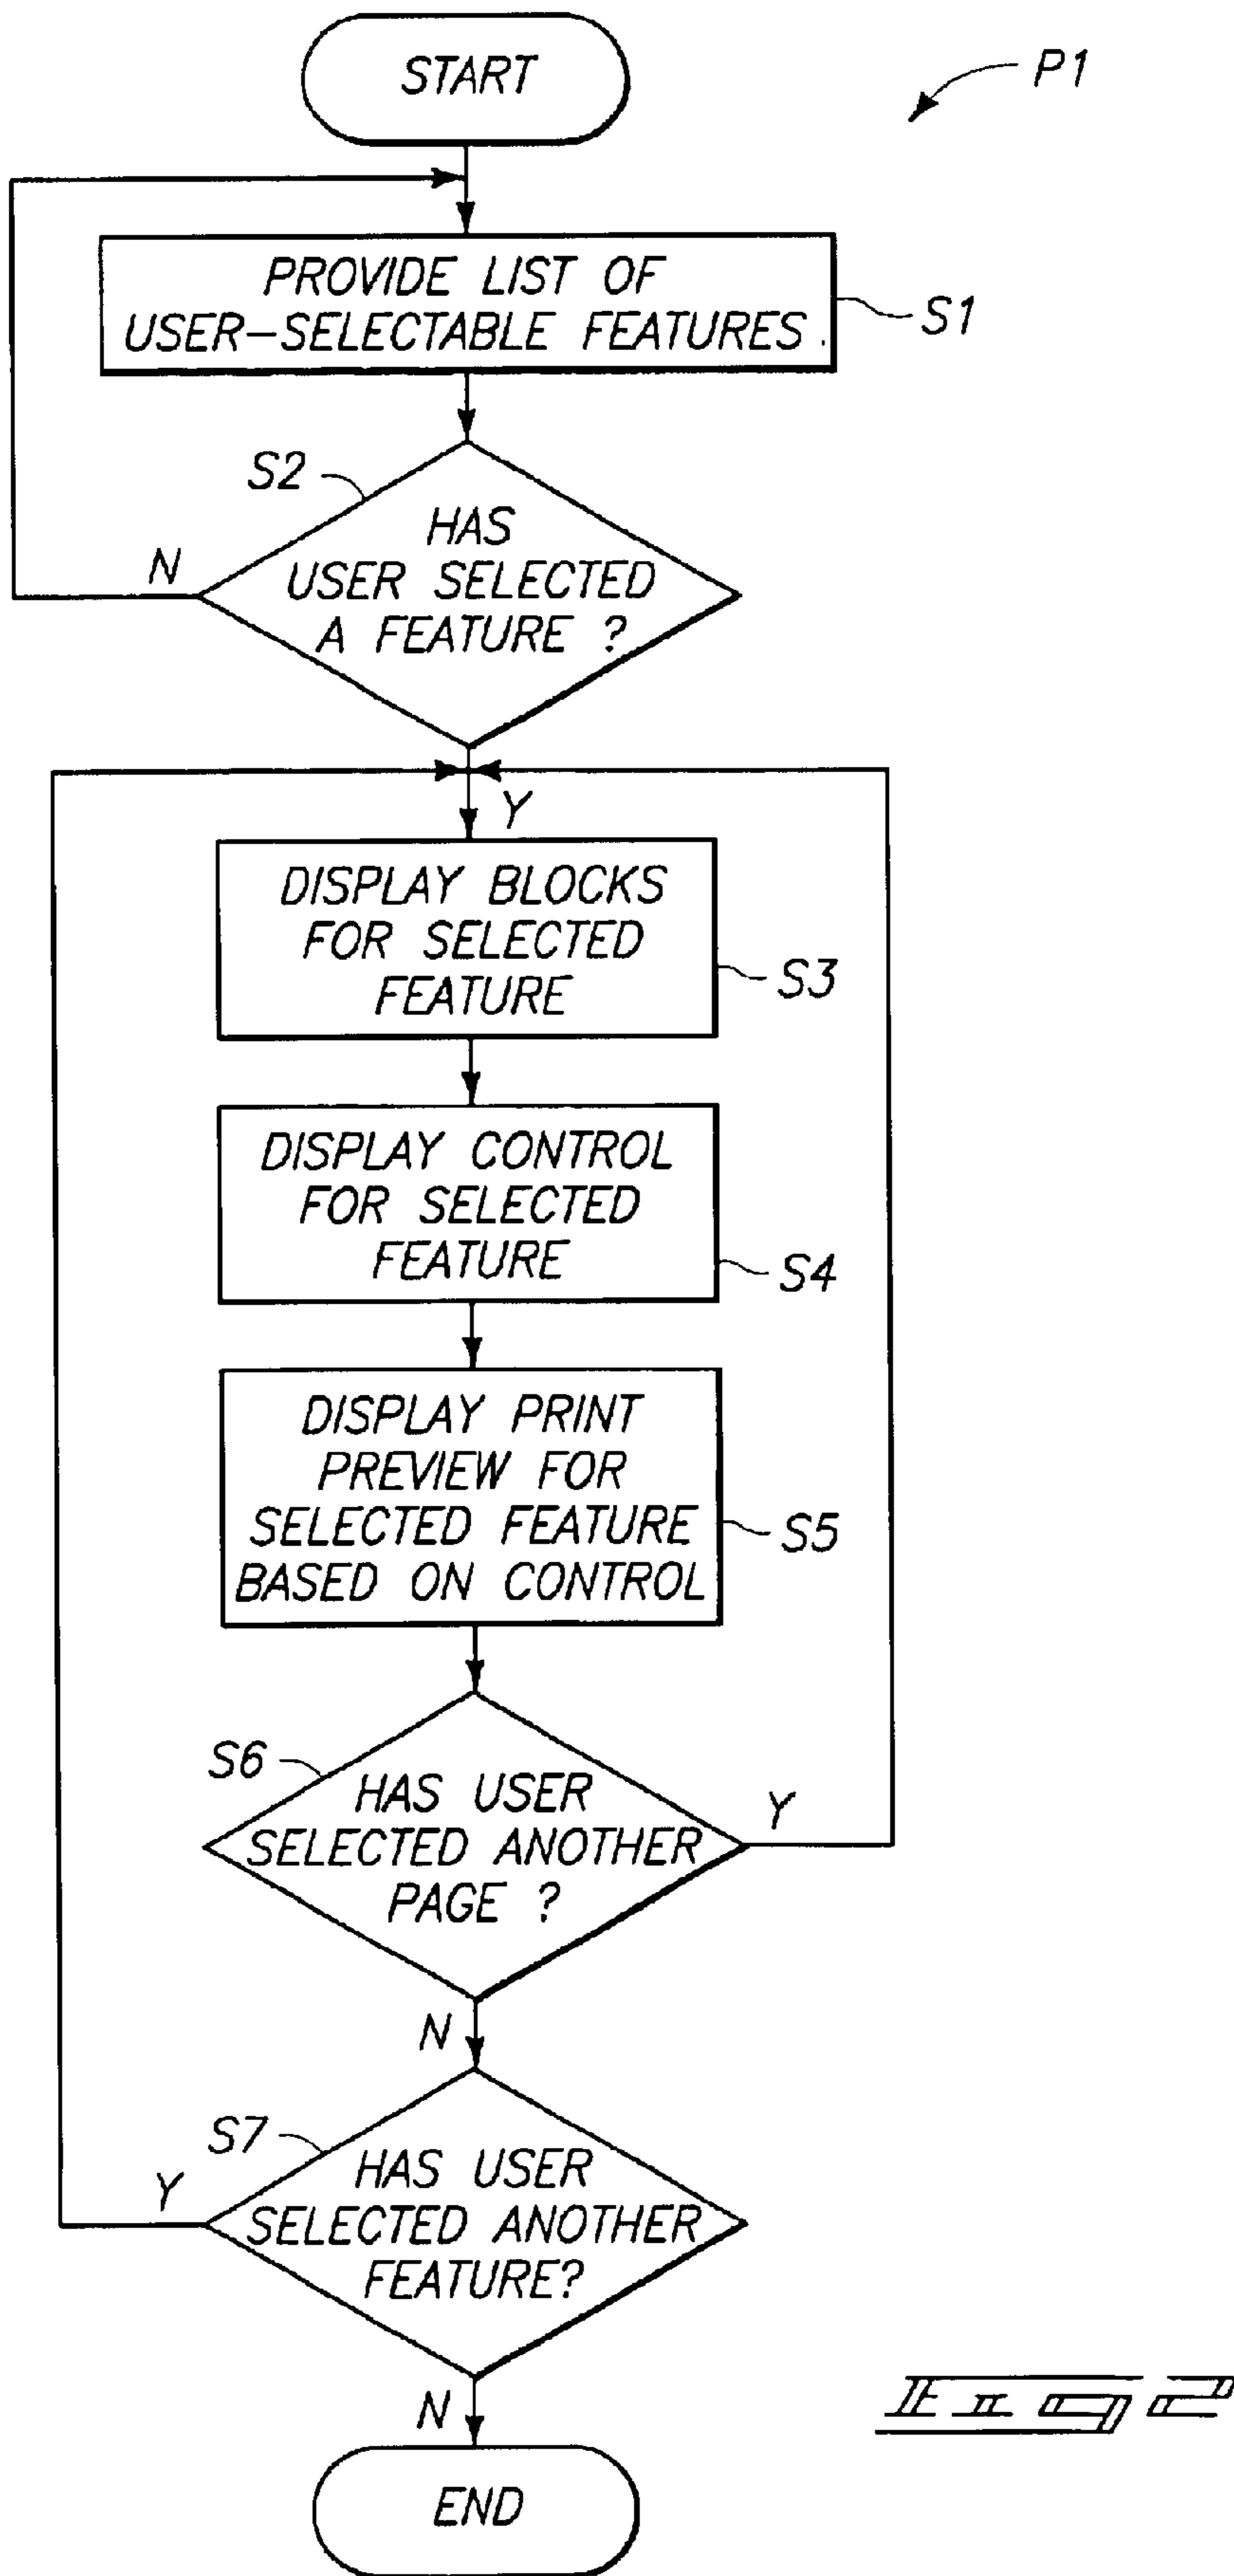 START
P1
PROVIDE LIST OF
USER-SELECTABLE FEATURES
S1
S2
HAS
USER SELECTED
A FEATURE ?
N
Y
DISPLAY BLOCKS
FOR SELECTED
FEATURE
S3
DISPLAY CONTROL
FOR SELECTED
FEATURE
S4
DISPLAY PRINT
PREVIEW FOR
SELECTED FEATURE
BASED ON CONTROL
S5
S6
HAS USER
SELECTED ANOTHER
PAGE ?
Y
N
S7
HAS USER
SELECTED ANOTHER
FEATURE?
Y
N
END
Fig 2